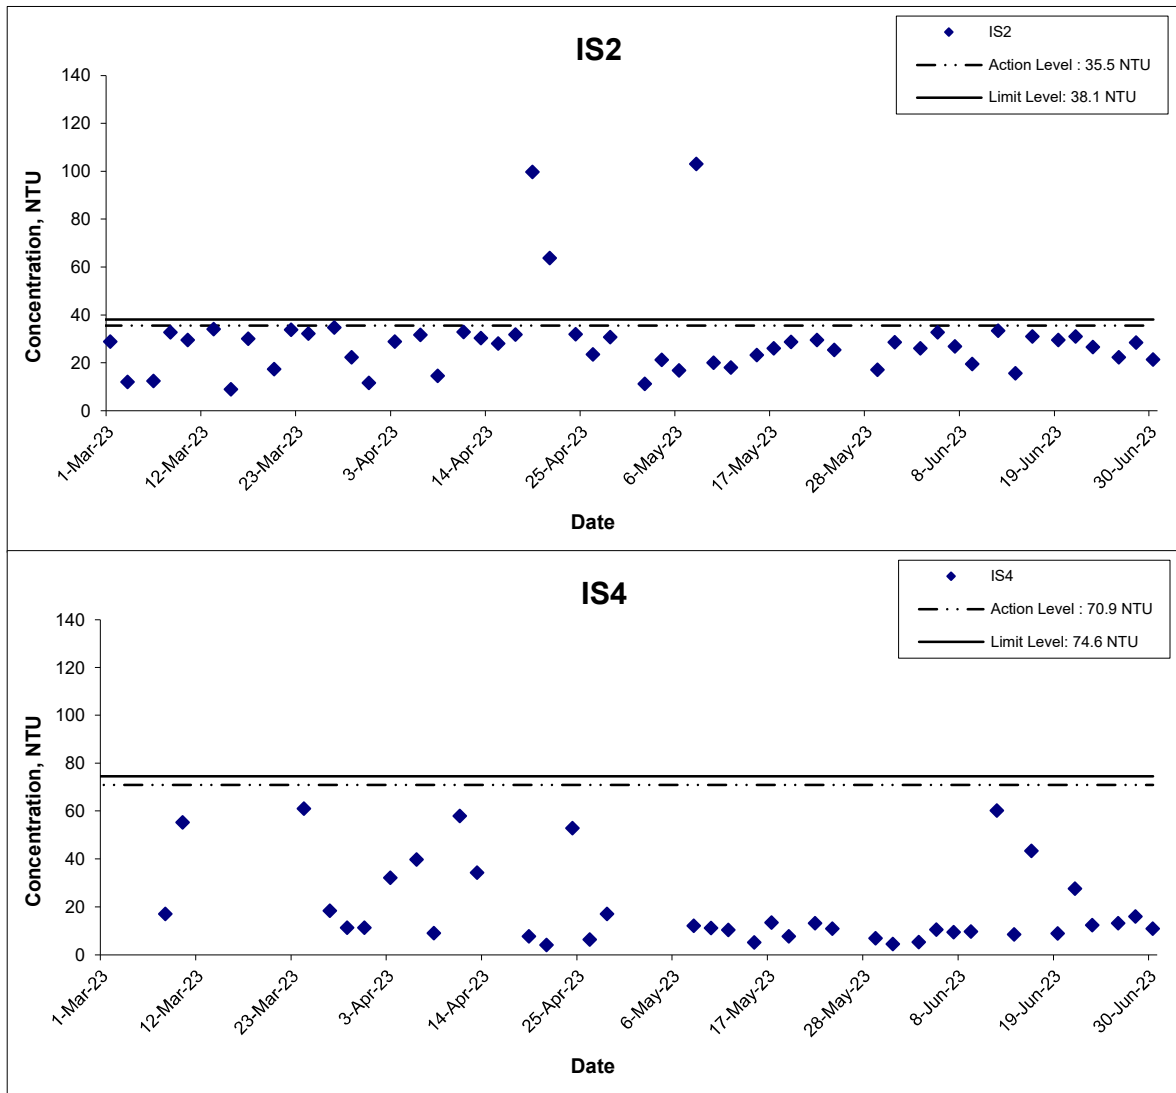 IS2
IS2
Action Level : 35.5 NTU
Limit Level: 38.1 NTU
Concentration, NTU
140
120
100
80
60
40
20
0
1-Mar-23
12-Mar-23
23-Mar-23
3-Apr-23
14-Apr-23
25-Apr-23
6-May-23
17-May-23
28-May-23
8-Jun-23
19-Jun-23
30-Jun-23
Date
IS4
IS4
Action Level : 70.9 NTU
Limit Level: 74.6 NTU
Concentration, NTU
140
120
100
80
60
40
20
0
1-Mar-23
12-Mar-23
23-Mar-23
3-Apr-23
14-Apr-23
25-Apr-23
6-May-23
17-May-23
28-May-23
8-Jun-23
19-Jun-23
30-Jun-23
Date